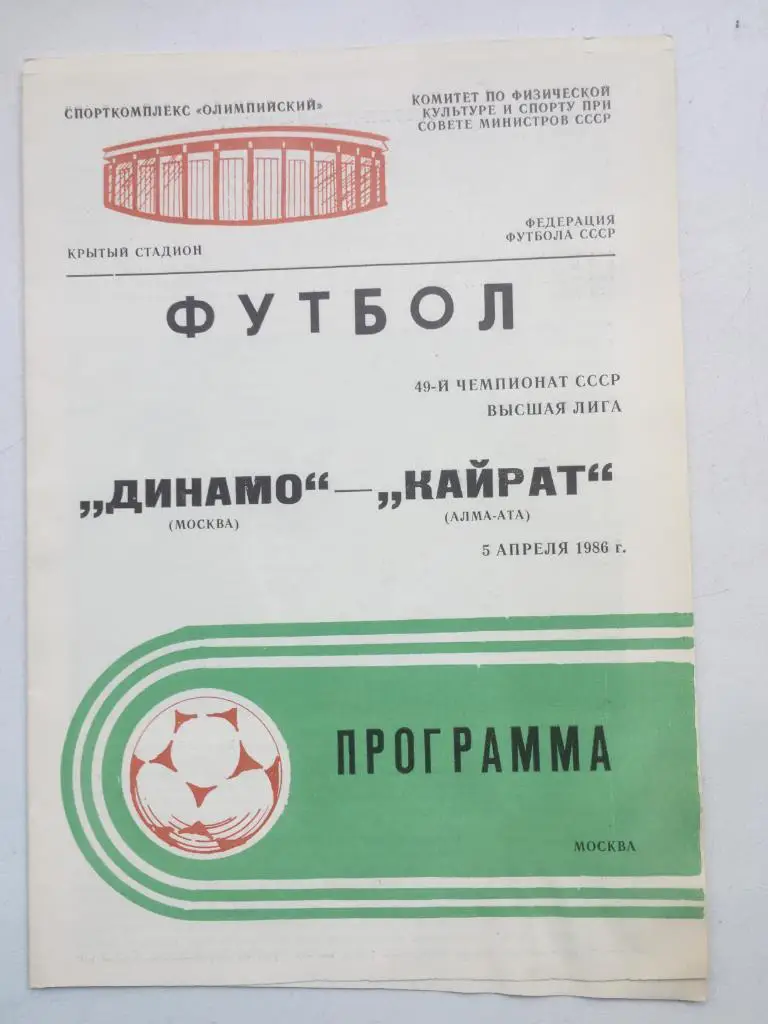 СПОРТКОМПЛЕКС «ОЛИМПИЙСКИЙ»
КОМИТЕТ ПО ФИЗИЧЕСКОЙ
КУЛЬТУРЕ И СПОРТУ ПРИ
СОВЕТЕ МИНИСТРОВ СССР
КРЫТЫЙ СТАДИОН
ФЕДЕРАЦИЯ
ФУТБОЛА СССР
ФУТБОЛ
49-Й ЧЕМПИОНАТ СССР
ВЫСШАЯ ЛИГА
„ДИНАМО“ — „КАЙРАТ“
(МОСКВА) (АЛМА-АТА)
5 АПРЕЛЯ 1986 г.
ПРОГРАММА
МОСКВА